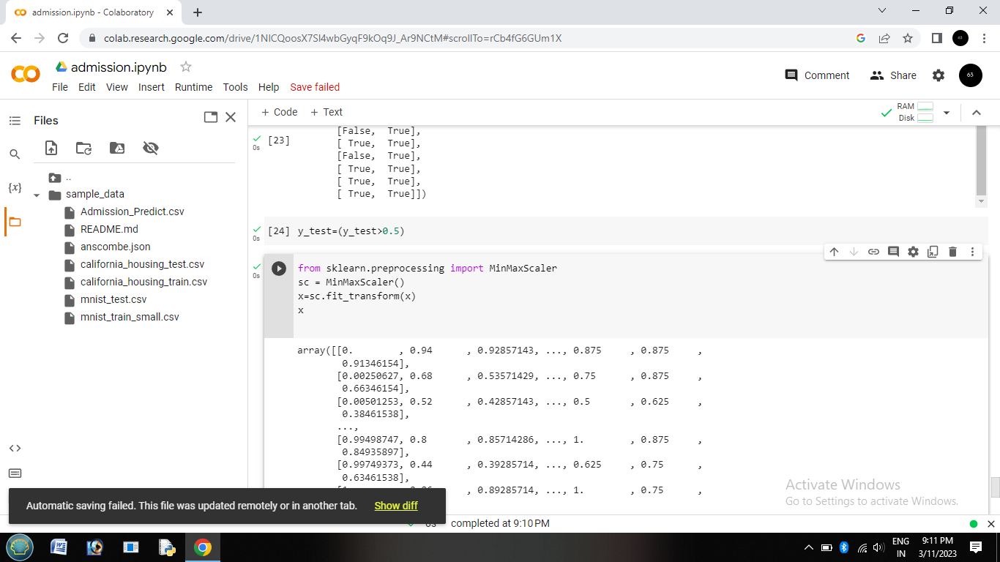 admission.ipynb - Colaboratory
colab.research.google.com/drive/1NlCQoosX7Sl4wbGyqF9kOq9J_Ar9NCtM#scrollTo=rCb4fG6GUm1X
admission.ipynb
File Edit View Insert Runtime Tools Help Save failed
Comment
Share
63
Files
+ Code + Text
RAM
Disk
..
sample_data
Admission_Predict.csv
README.md
anscombe.json
california_housing_test.csv
california_housing_train.csv
mnist_test.csv
mnist_train_small.csv
{x}
<>
[False, True],
0s
[23]
[ True, True],
[False, True],
[ True, True],
[ True, True],
[ True, True]])
0s
[24] y_test=(y_test>0.5)
0s
from sklearn.preprocessing import MinMaxScaler
sc = MinMaxScaler()
x=sc.fit_transform(x)
x
array([[0. , 0.94 , 0.92857143, ..., 0.875 , 0.875 ,
0.91346154],
[0.00250627, 0.68 , 0.53571429, ..., 0.75 , 0.875 ,
0.66346154],
[0.00501253, 0.52 , 0.42857143, ..., 0.5 , 0.625 ,
0.38461538],
...,
[0.99498747, 0.8 , 0.85714286, ..., 1. , 0.875 ,
0.84935897],
[0.99749373, 0.44 , 0.39285714, ..., 0.625 , 0.75 ,
0.63461538],
, 0.89285714, ..., 1. , 0.75 ,
Automatic saving failed. This file was updated remotely or in another tab. Show diff
Activate Windows
Go to Settings to activate Windows.
0s completed at 9:10 PM
ENG
IN
9:11 PM
3/11/2023